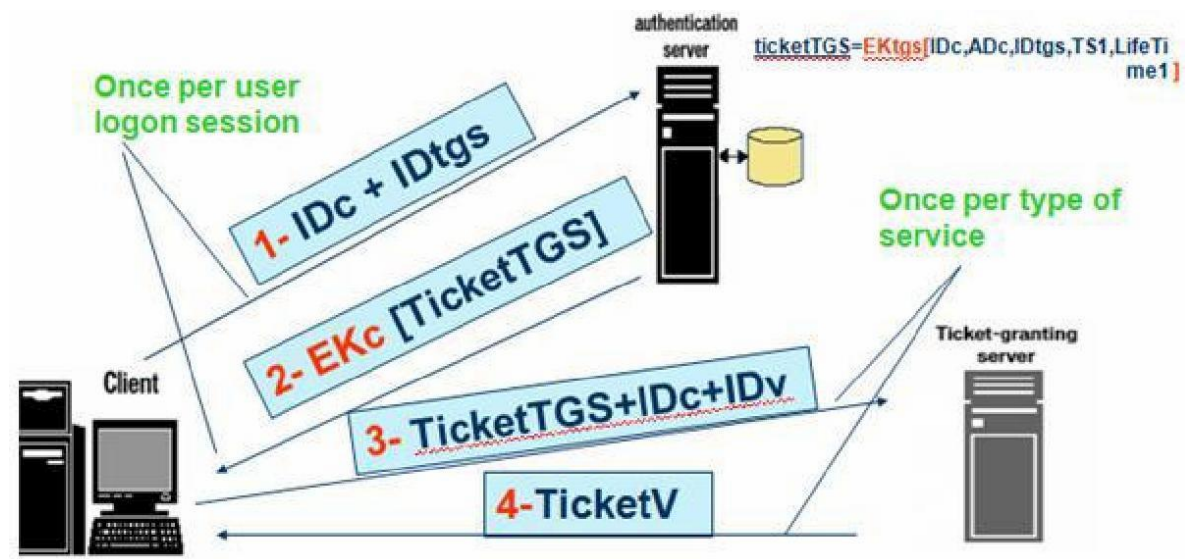 authentication
server
ticketTGS=EKtgs[IDc,ADc,IDtgs,TS1,LifeTi
me1]
Once per user
logon session
1- IDc + IDtgs
Once per type of
service
2- EKc [TicketTGS]
Ticket-granting
server
Client
3- TicketTGS+IDc+IDv
4-TicketV